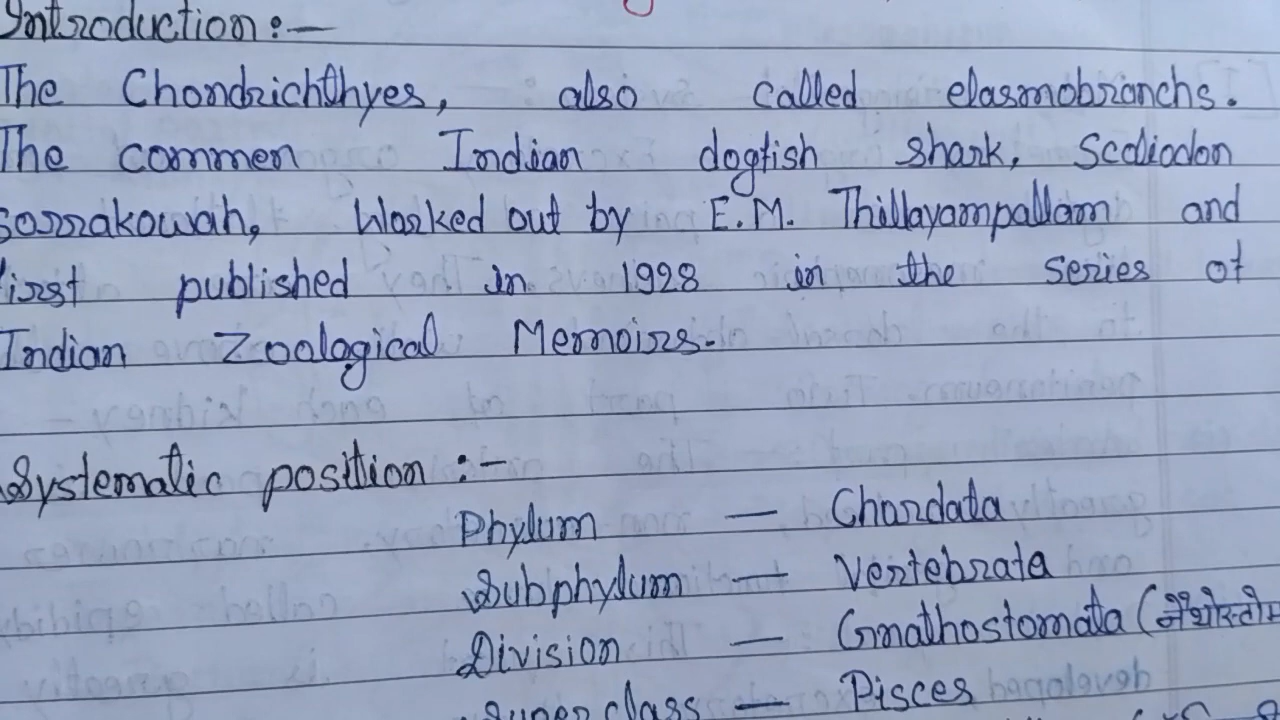 Introduction :—
The Chondrichthyes, also called elasmobranchs.
The commen Indian dogfish shark, Scoliodon
sorrakowah, worked out by E.M. Thillayampallam and
first published in 1928 in the series of
Indian Zoological Memoirs.
Systematic position :—
Phylum — Chordata
Subphylum — Vertebrata
Division — Gnathostomata (नैथोस्तोम
Super class — Pisces